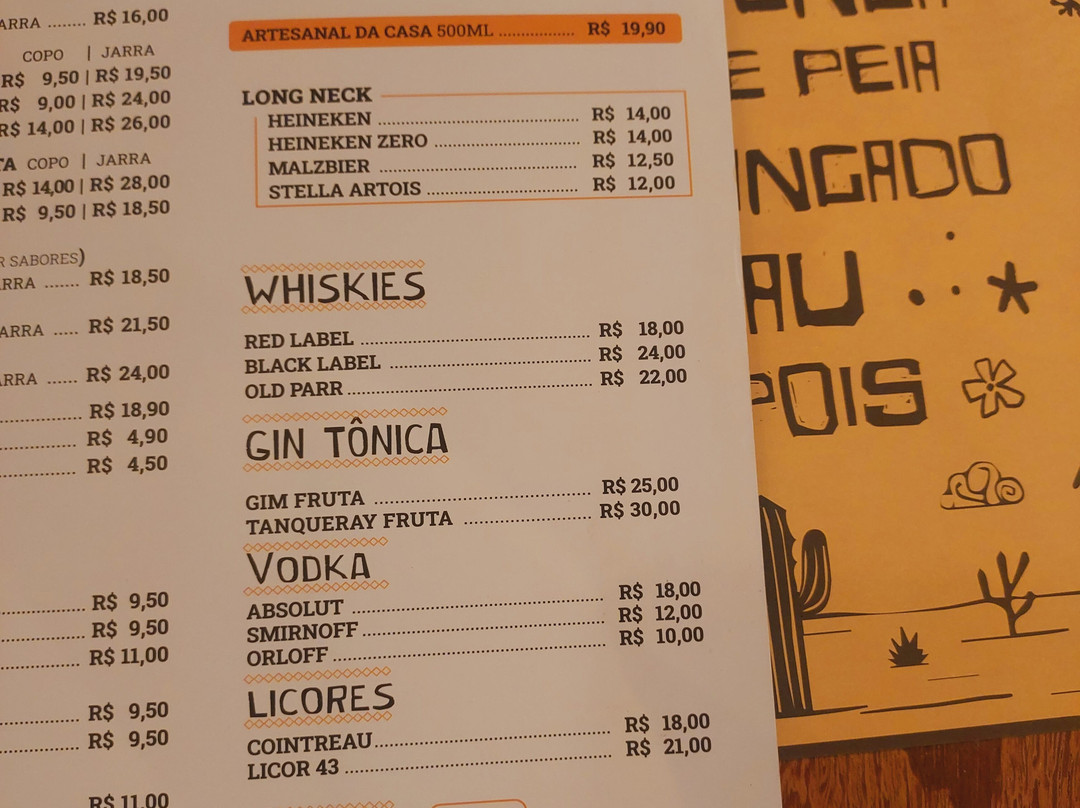 ARRA ........ R$ 16,00
COPO | JARRA
R$ 9,50 | R$ 19,50
R$ 9,00 | R$ 24,00
R$ 14,00 | R$ 26,00
TA COPO | JARRA
R$ 14,00 | R$ 28,00
R$ 9,50 | R$ 18,50
R SABORES)
ARRA ....... R$ 18,50
ARRA ..... R$ 21,50
ARRA ...... R$ 24,00
R$ 18,90
R$ 4,90
R$ 4,50
R$ 9,50
R$ 9,50
R$ 11,00
R$ 9,50
R$ 9,50
R$ 11,00
ARTESANAL DA CASA 500ML ................ R$ 19,90
LONG NECK
HEINEKEN ........ R$ 14,00
HEINEKEN ZERO ........ R$ 14,00
MALZBIER ........ R$ 12,50
STELLA ARTOIS ........ R$ 12,00
WHISKIES
RED LABEL ........ R$ 18,00
BLACK LABEL ........ R$ 24,00
OLD PARR ........ R$ 22,00
GIN TÔNICA
GIM FRUTA ........ R$ 25,00
TANQUERAY FRUTA ........ R$ 30,00
VODKA
ABSOLUT ........ R$ 18,00
SMIRNOFF ........ R$ 12,00
ORLOFF ........ R$ 10,00
LICORES
COINTREAU ........ R$ 18,00
LICOR 43 ........ R$ 21,00
E PEIA
NGADO
AU
POIS